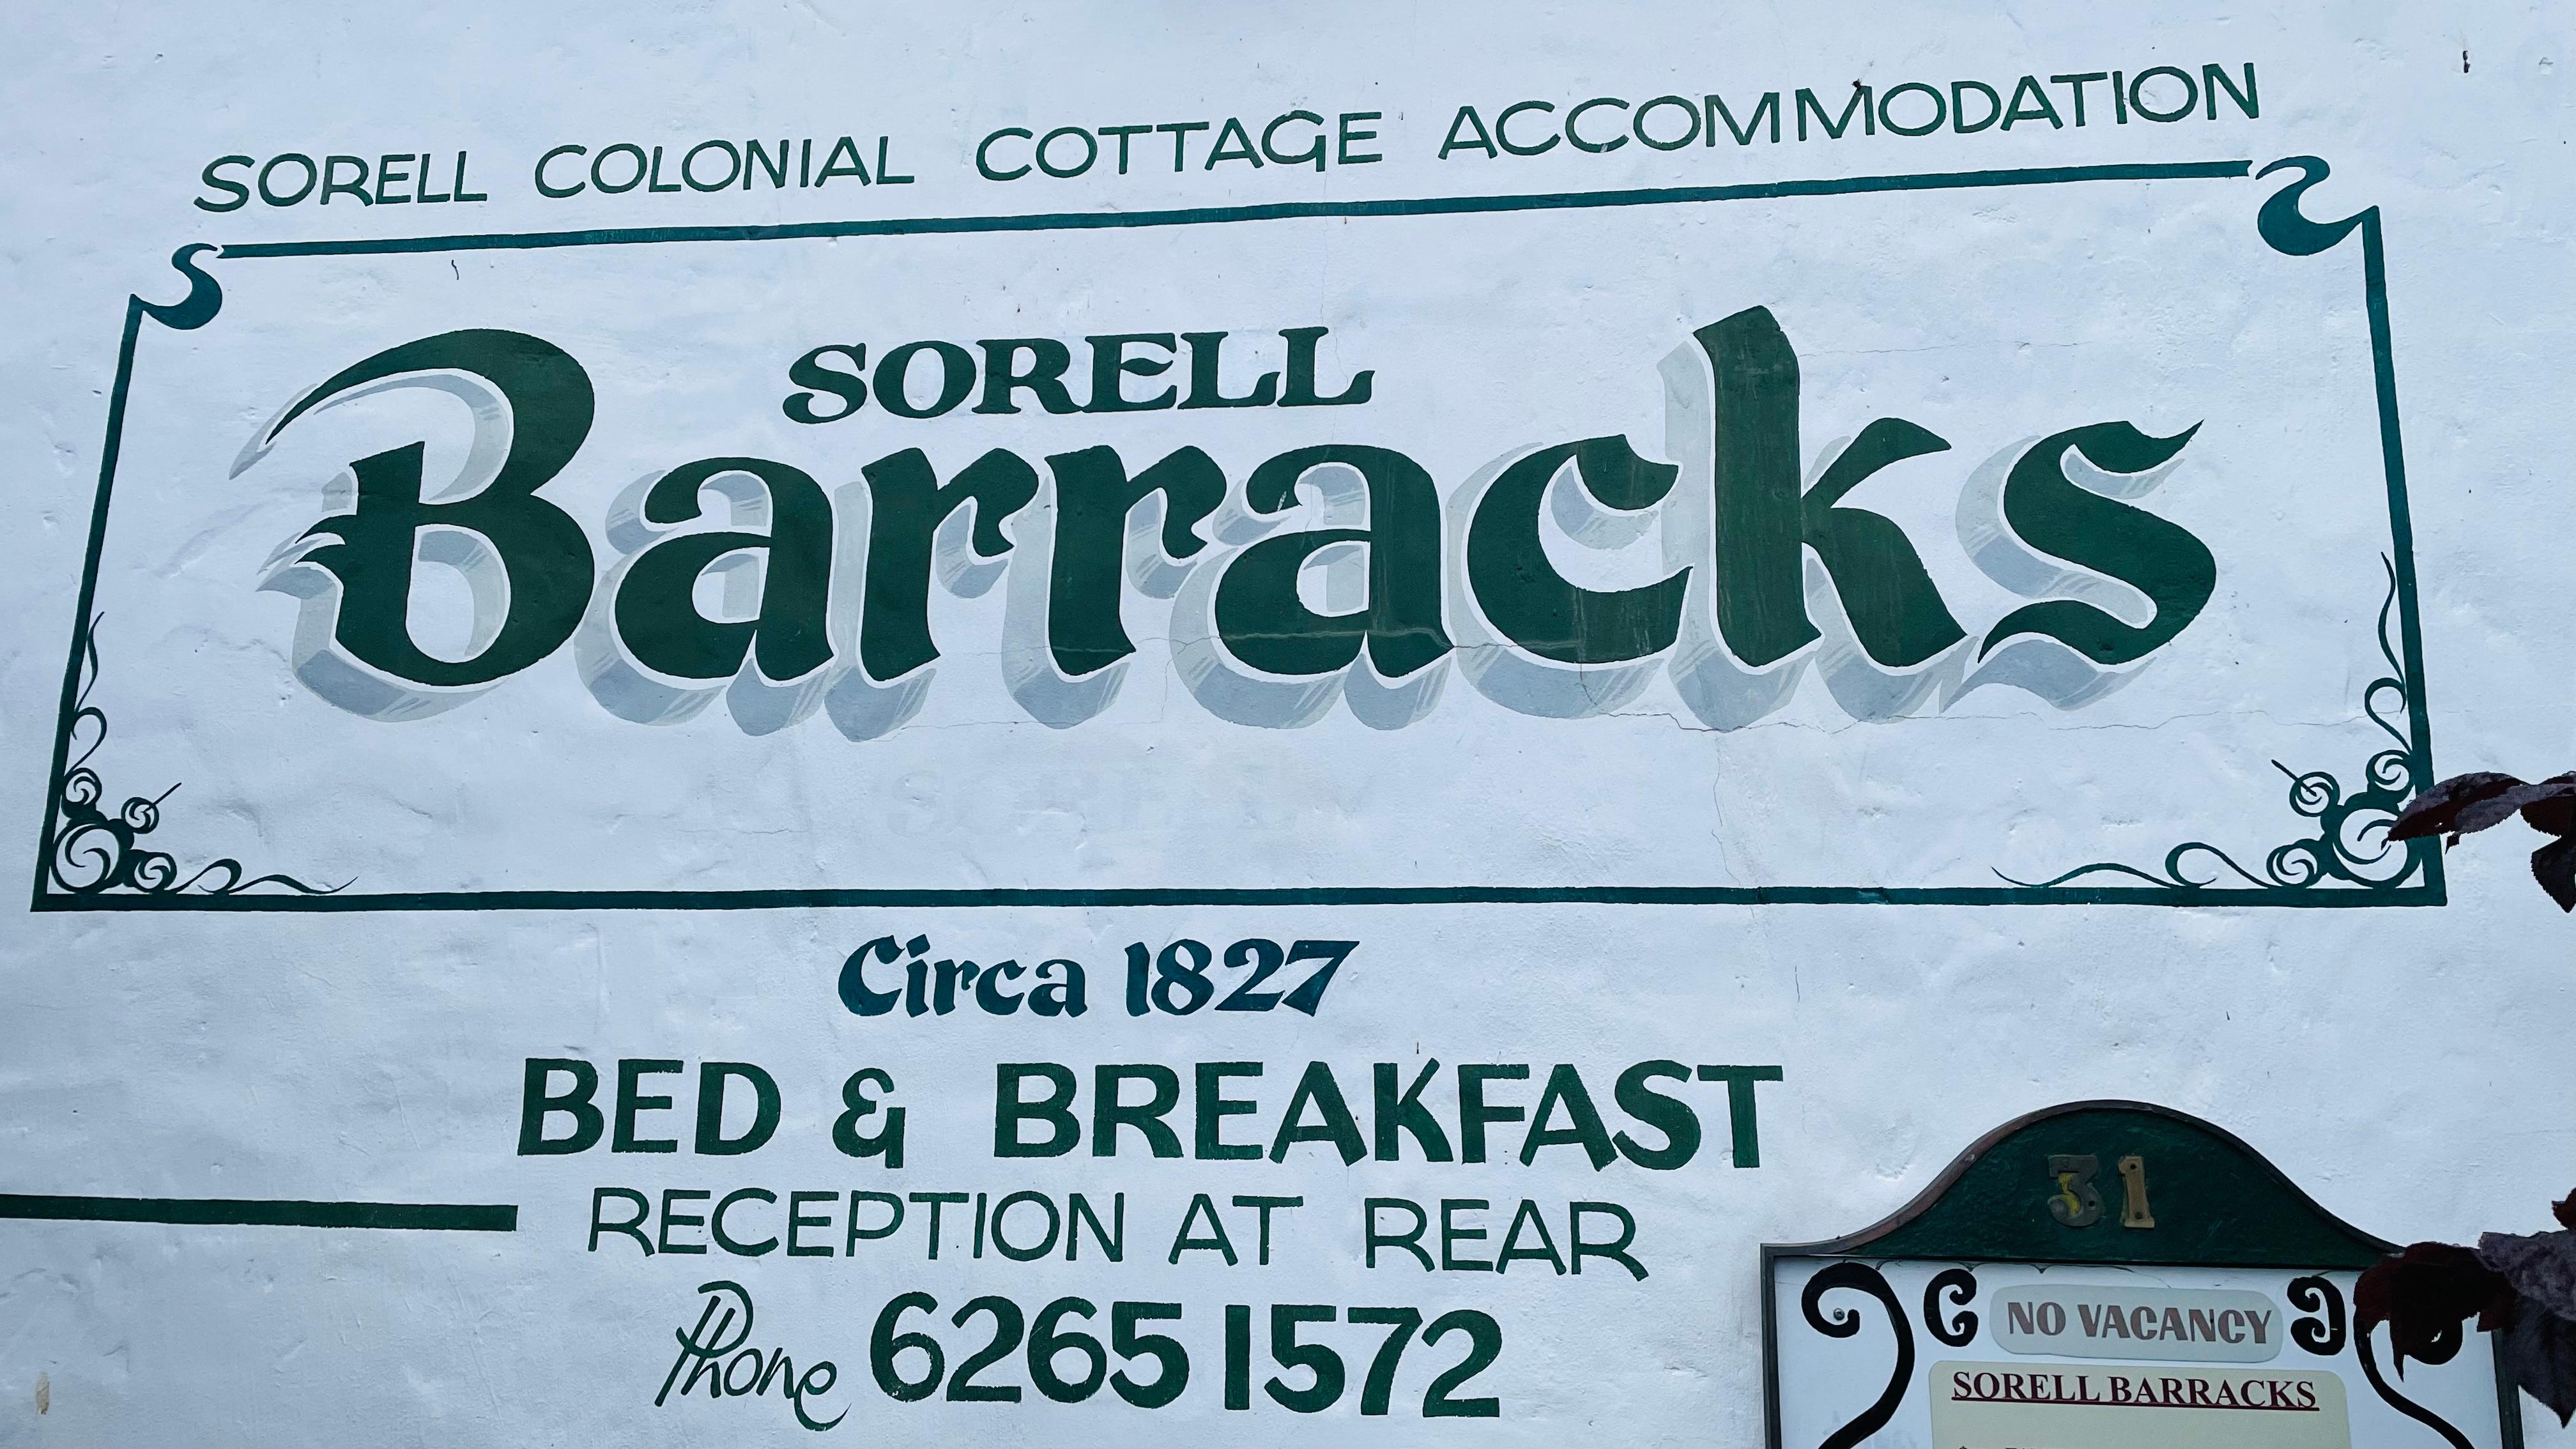 SORELL COLONIAL COTTAGE ACCOMMODATION
SORELL
Barracks
Circa 1827
BED & BREAKFAST
RECEPTION AT REAR
Phone 6265 1572
31
NO VACANCY
SORELL BARRACKS